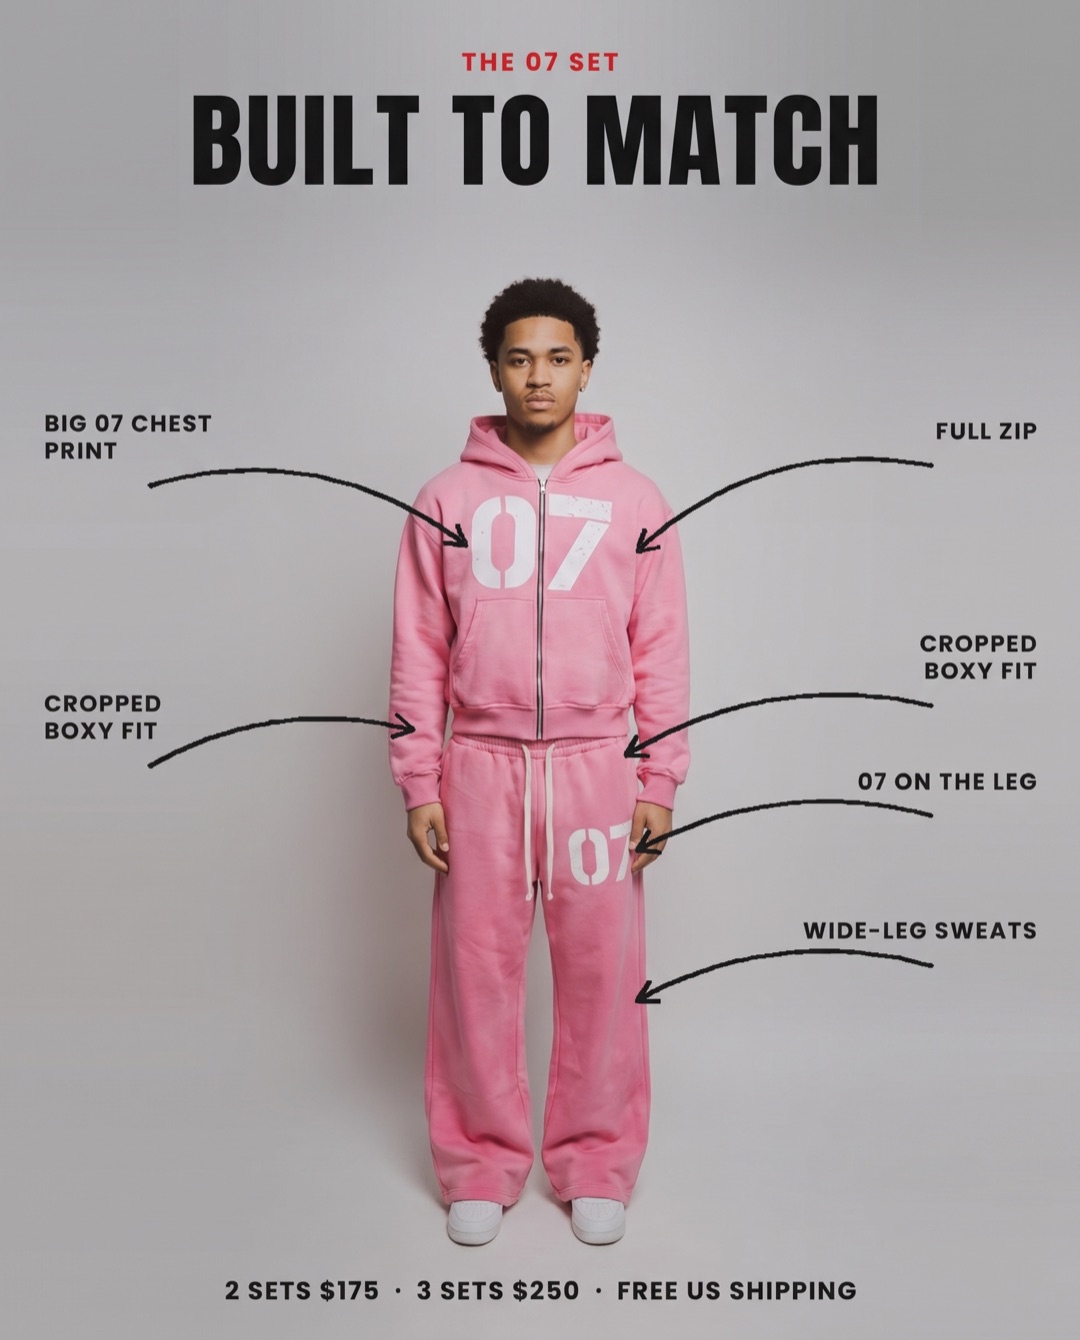 THE 07 SET
BUILT TO MATCH
BIG 07 CHEST
PRINT
FULL ZIP
07
CROPPED
BOXY FIT
CROPPED
BOXY FIT
07 ON THE LEG
07
WIDE-LEG SWEATS
2 SETS $175 · 3 SETS $250 · FREE US SHIPPING